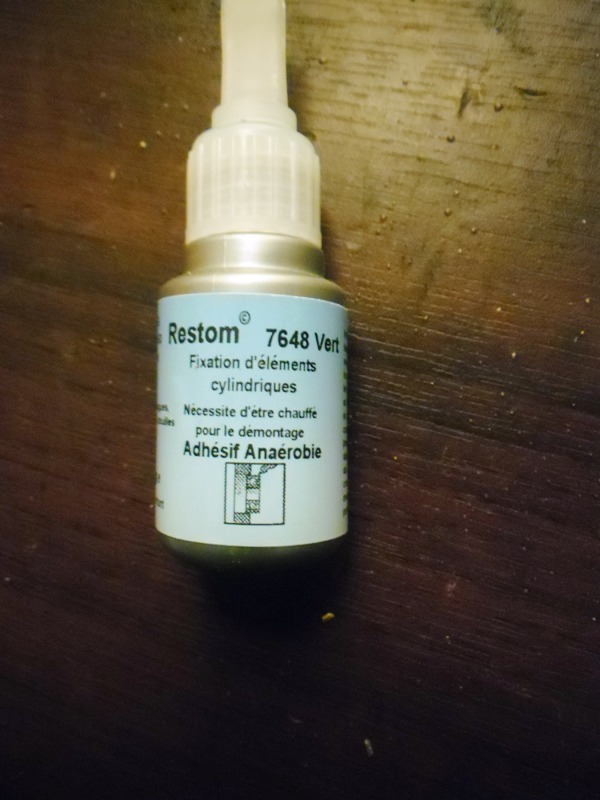 Restom© 7648 Vert
Fixation d'éléments
cylindriques
Nécessite d'être chauffé
pour le démontage
Adhésif Anaérobie